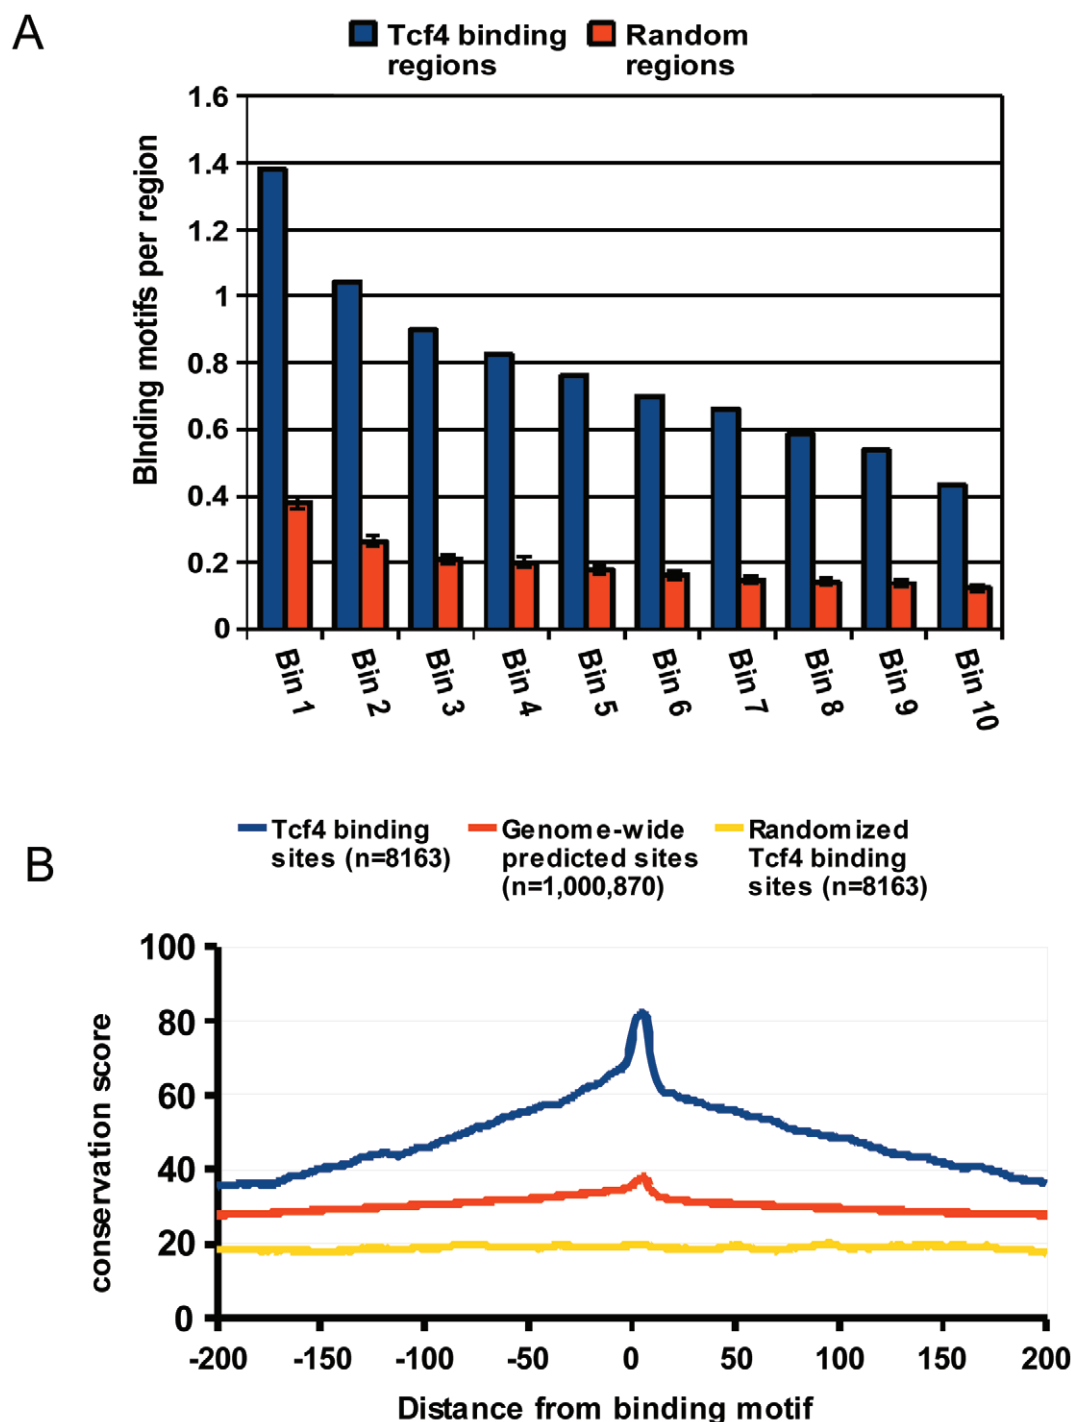 A
Tcf4 binding regions
Random regions
BInding motifs per region
1.6
1.4
1.2
1
0.8
0.6
0.4
0.2
0
Bin 1
Bin 2
Bin 3
Bin 4
Bin 5
Bin 6
Bin 7
Bin 8
Bin 9
Bin 10
B
Tcf4 binding
sites (n=8163)
Genome-wide
predicted sites
(n=1,000,870)
Randomized
Tcf4 binding
sites (n=8163)
conservation score
100
80
60
40
20
0
-200 -150 -100 -50 0 50 100 150 200
Distance from binding motif